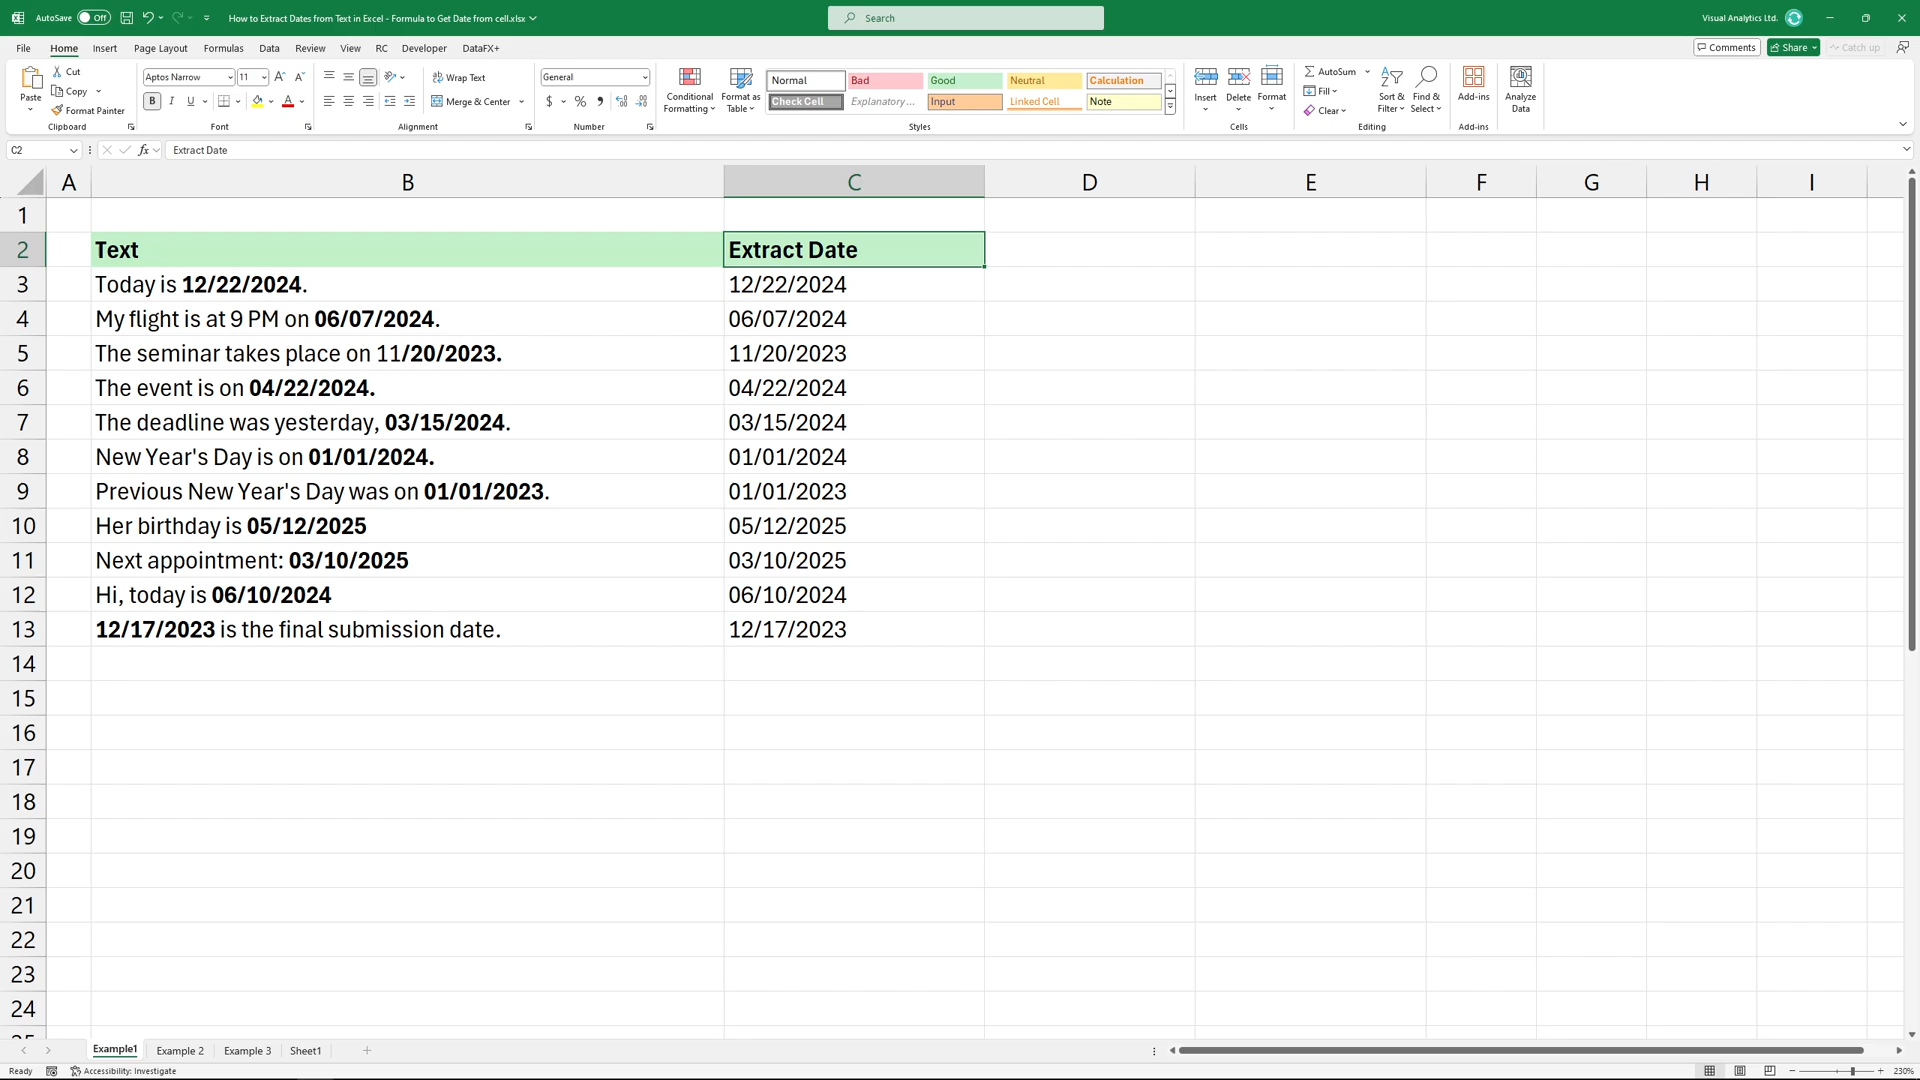 AutoSave Off How to Extract Dates from Text in Excel - Formula to Get Date from cell.xlsx Search Visual Analytics Ltd.
File Home Insert Page Layout Formulas Data Review View RC Developer DataFX+ Comments Share Catch up
Paste Cut Copy Format Painter Clipboard
Aptos Narrow 11 A A B I U A Font
Wrap Text Merge & Center Alignment
General $ % , Number
Conditional Formatting Format as Table
Normal Bad Good Neutral Calculation
Check Cell Explanatory... Input Linked Cell Note
Styles
Insert Delete Format Cells
AutoSum Fill Clear Sort & Filter Find & Select Editing
Add-ins Add-ins
Analyze Data
C2 fx Extract Date
A B C D E F G H I
1
2 Text Extract Date
3 Today is 12/22/2024. 12/22/2024
4 My flight is at 9 PM on 06/07/2024. 06/07/2024
5 The seminar takes place on 11/20/2023. 11/20/2023
6 The event is on 04/22/2024. 04/22/2024
7 The deadline was yesterday, 03/15/2024. 03/15/2024
8 New Year's Day is on 01/01/2024. 01/01/2024
9 Previous New Year's Day was on 01/01/2023. 01/01/2023
10 Her birthday is 05/12/2025 05/12/2025
11 Next appointment: 03/10/2025 03/10/2025
12 Hi, today is 06/10/2024 06/10/2024
13 12/17/2023 is the final submission date. 12/17/2023
14
15
16
17
18
19
20
21
22
23
24
Example1 Example 2 Example 3 Sheet1
Ready Accessibility: Investigate 230%